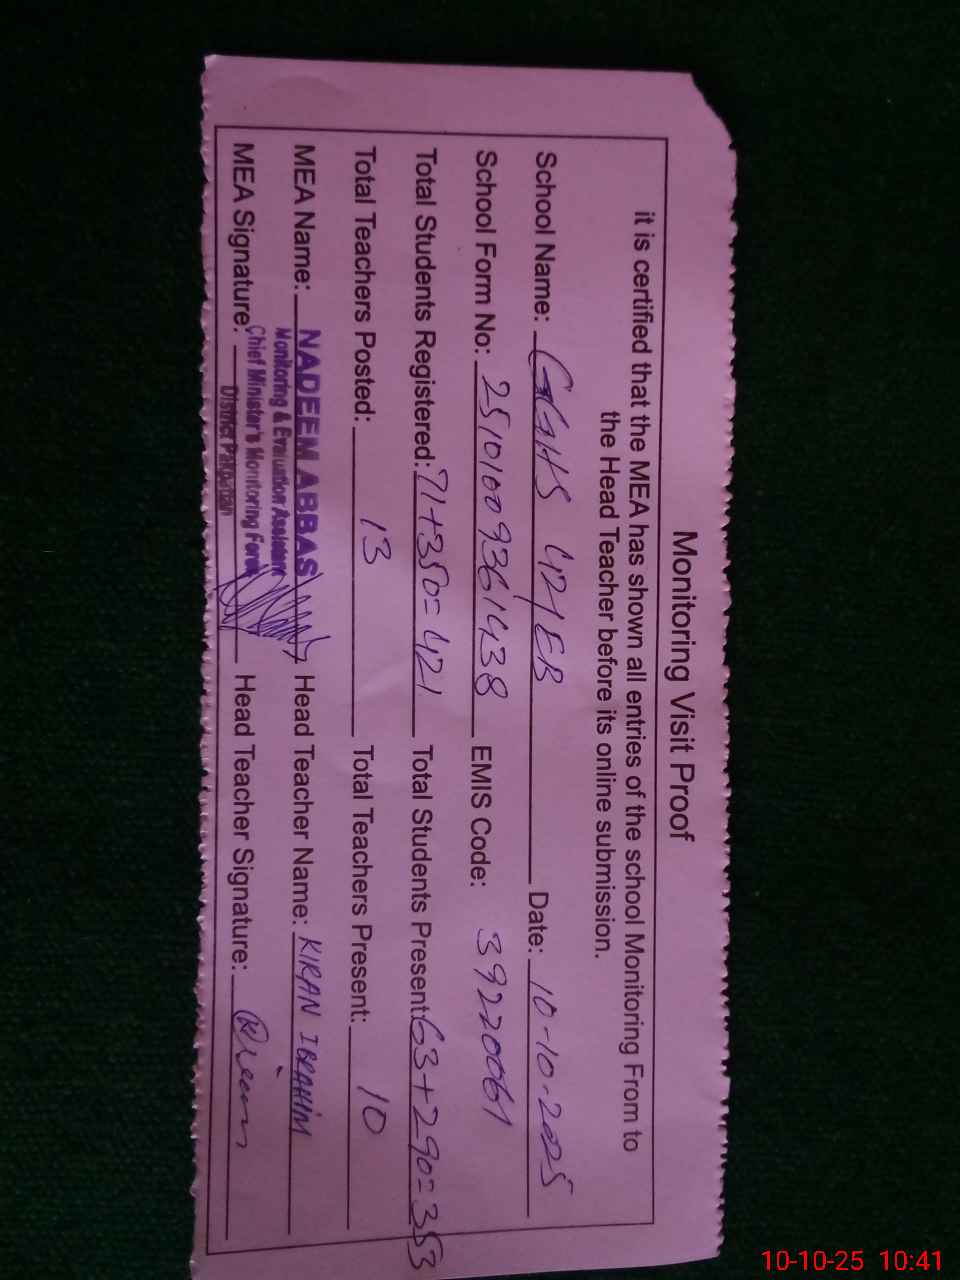 Monitoring Visit Proof
it is certified that the MEA has shown all entries of the school Monitoring From to
the Head Teacher before its online submission.
School Name: GGHS 42/EB Date: 10-10-2025
School Form No: 25101009361438 EMIS Code: 39220061
Total Students Registered: 71+350=421 Total Students Present: 63+290=353
Total Teachers Posted: 13 Total Teachers Present: 10
MEA Name: NADEEM ABBAS Head Teacher Name: KIRAN IBRAHIM
Monitoring & Evaluation Assistant
Chief Minister's Monitoring Force
MEA Signature: Head Teacher Signature:
District Pakpattan
10-10-25 10:41